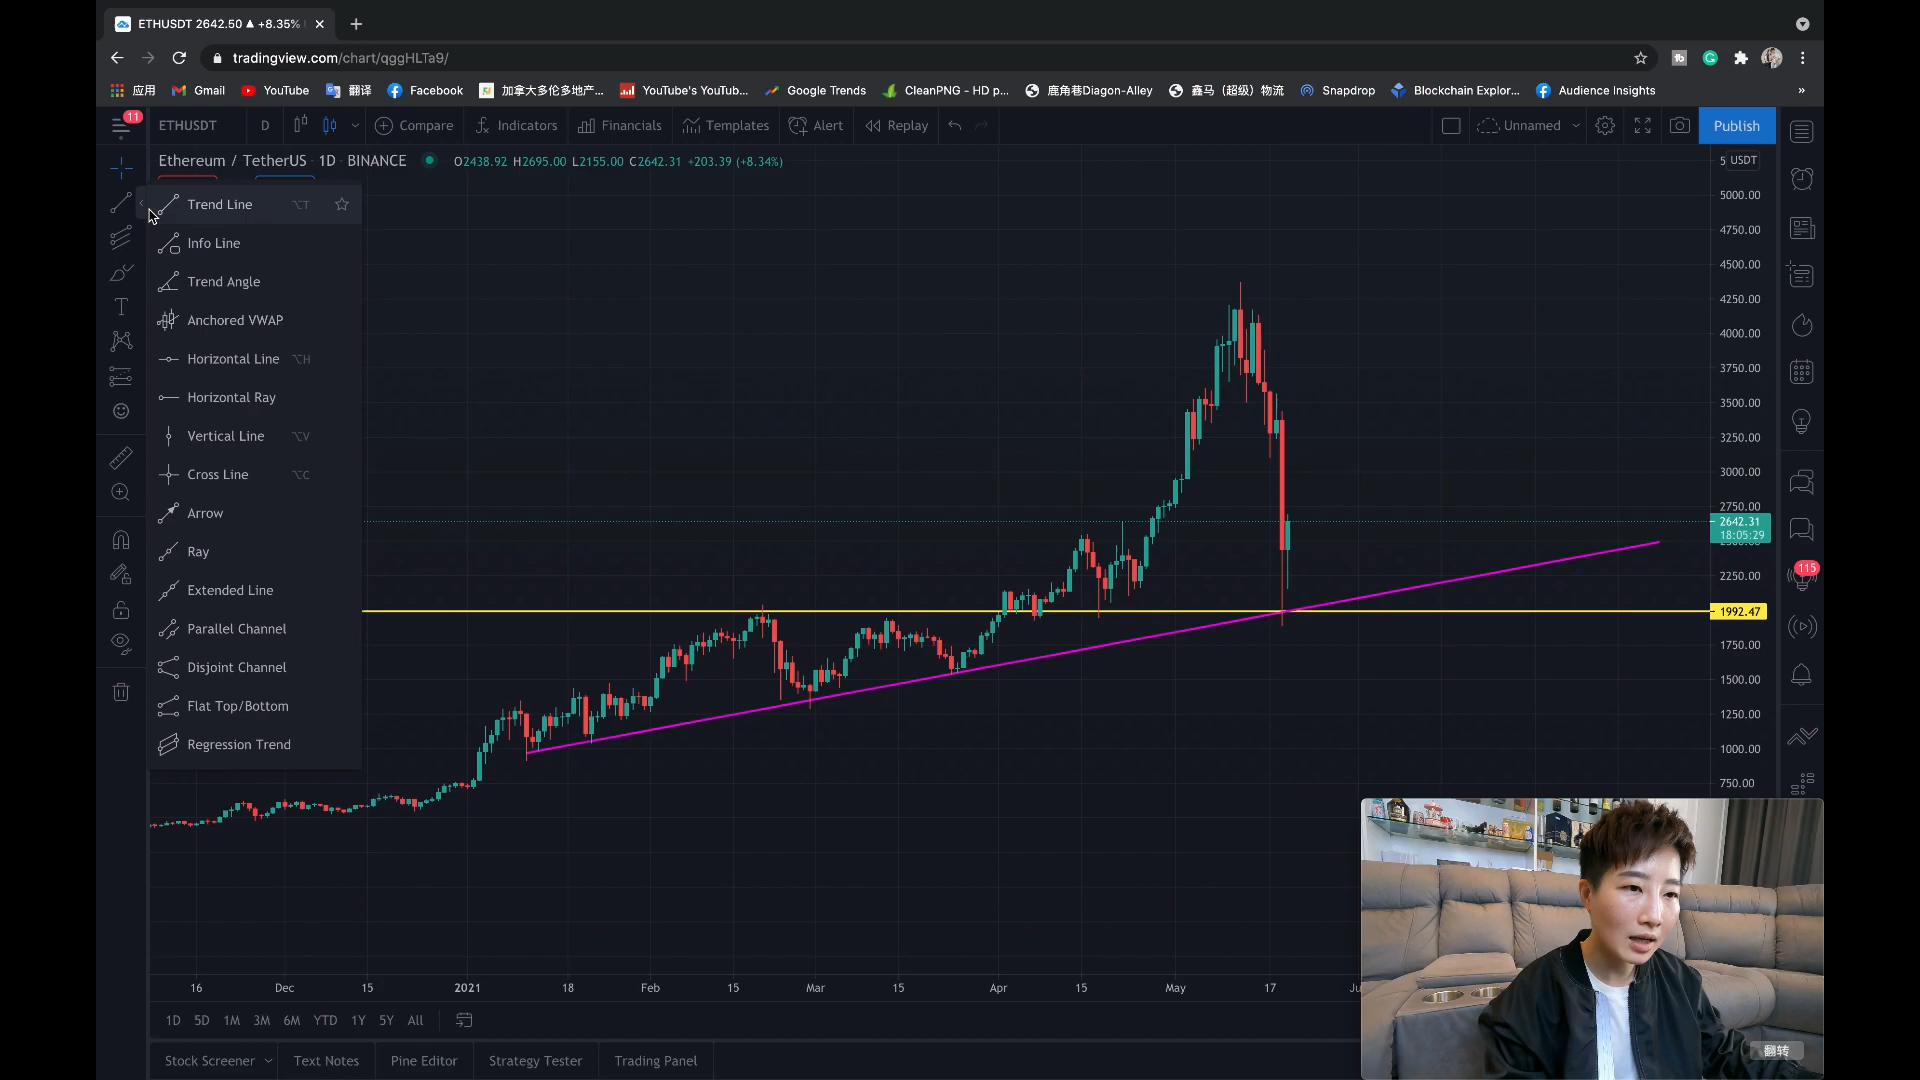 ETHUSDT 2642.50 ▲ +8.35%
tradingview.com/chart/qggHLTa9/
应用 Gmail YouTube 翻译 Facebook 加拿大多伦多地产... YouTube's YouTub... Google Trends CleanPNG - HD p... 鹿角巷Diagon-Alley 鑫马（超级）物流 Snapdrop Blockchain Explor... Audience Insights »
11 ETHUSDT D Compare Indicators Financials Templates Alert Replay Unnamed Publish
Ethereum / TetherUS · 1D · BINANCE O2438.92 H2695.00 L2155.00 C2642.31 +203.39 (+8.34%)
5 USDT
Trend Line ⌥T
Info Line
Trend Angle
Anchored VWAP
Horizontal Line ⌥H
Horizontal Ray
Vertical Line ⌥V
Cross Line ⌥C
Arrow
Ray
Extended Line
Parallel Channel
Disjoint Channel
Flat Top/Bottom
Regression Trend
5000.00
4750.00
4500.00
4250.00
4000.00
3750.00
3500.00
3250.00
3000.00
2750.00
2642.31
18:05:29
2250.00
1992.47
1750.00
1500.00
1250.00
1000.00
750.00
115
16 Dec 15 2021 18 Feb 15 Mar 15 Apr 15 May 17
1D 5D 1M 3M 6M YTD 1Y 5Y All
Stock Screener Text Notes Pine Editor Strategy Tester Trading Panel
翻转